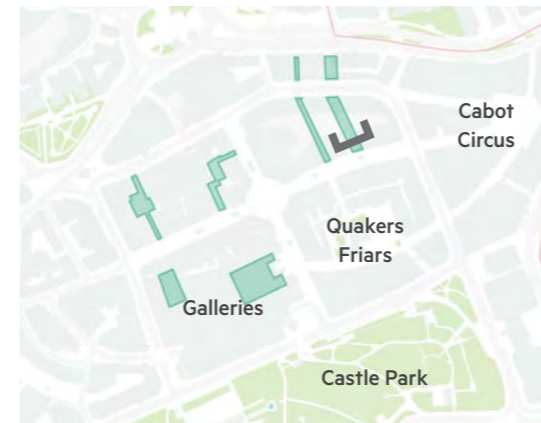 Cabot
Circus
Quakers
Friars
Galleries
Castle Park